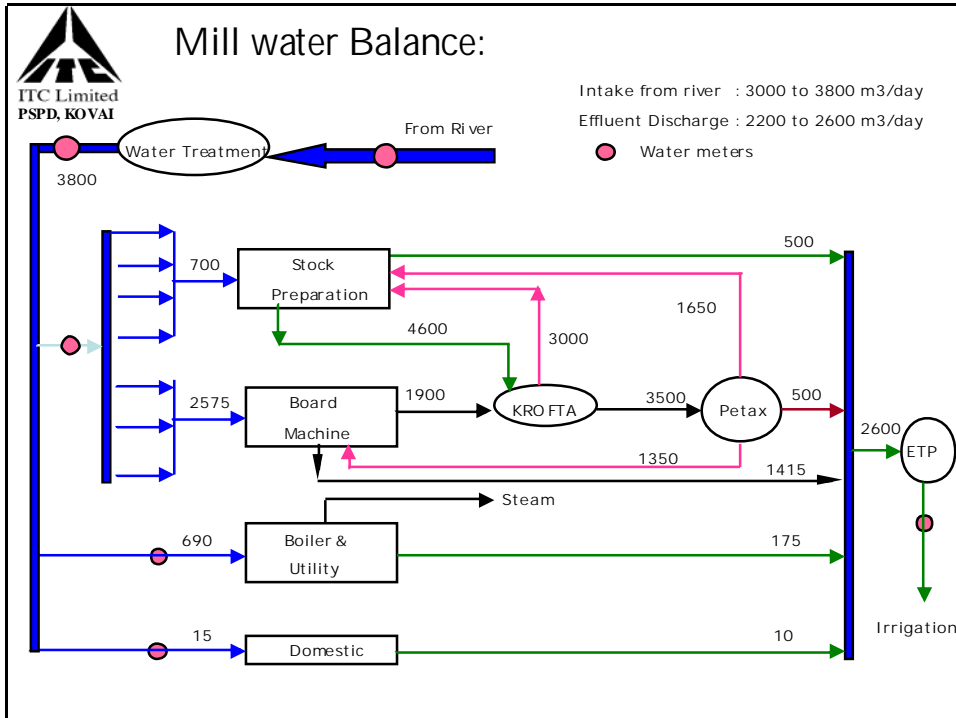 Mill water Balance:
ITC
ITC Limited
PSPD, KOVAI
Intake from river : 3000 to 3800 m3/day
Effluent Discharge : 2200 to 2600 m3/day
Water meters
From River
Water Treatment
3800
700
Stock
Preparation
500
4600
3000
1650
2575
Board
Machine
1900
KROFTA
3500
Petax
500
2600
ETP
1350
1415
Steam
690
Boiler &
Utility
175
Irrigation
15
Domestic
10